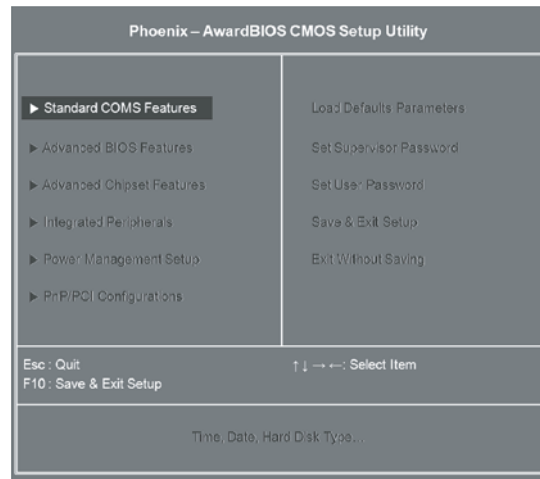 Phoenix – AwardBIOS CMOS Setup Utility
▶ Standard COMS Features
▶ Advanced BIOS Features
▶ Advanced Chipset Features
▶ Integrated Peripherals
▶ Power Management Setup
▶ PnP/PCI Configurations
Load Defaults Parameters
Set Supervisor Password
Set User Password
Save & Exit Setup
Exit Without Saving
Esc : Quit
F10 : Save & Exit Setup
↑ ↓ → ←: Select Item
Time, Date, Hard Disk Type...